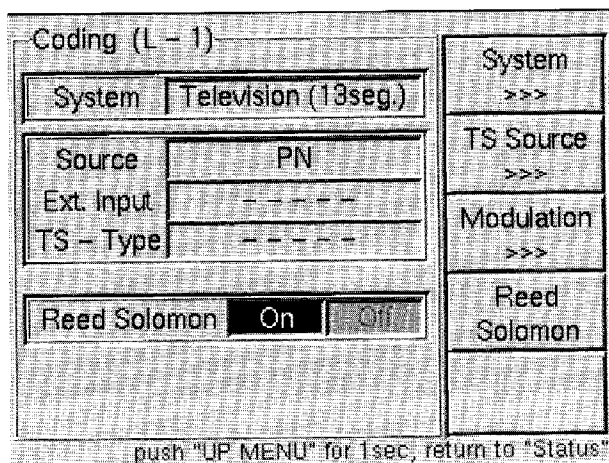 Coding (L – 1)
System Television (13seg.)
Source PN
Ext. Input – – – – –
TS – Type – – – – –
Reed Solomon On Off
System
>>>
TS Source
>>>
Modulation
>>>
Reed
Solomon
push "UP MENU" for 1sec, return to "Status"